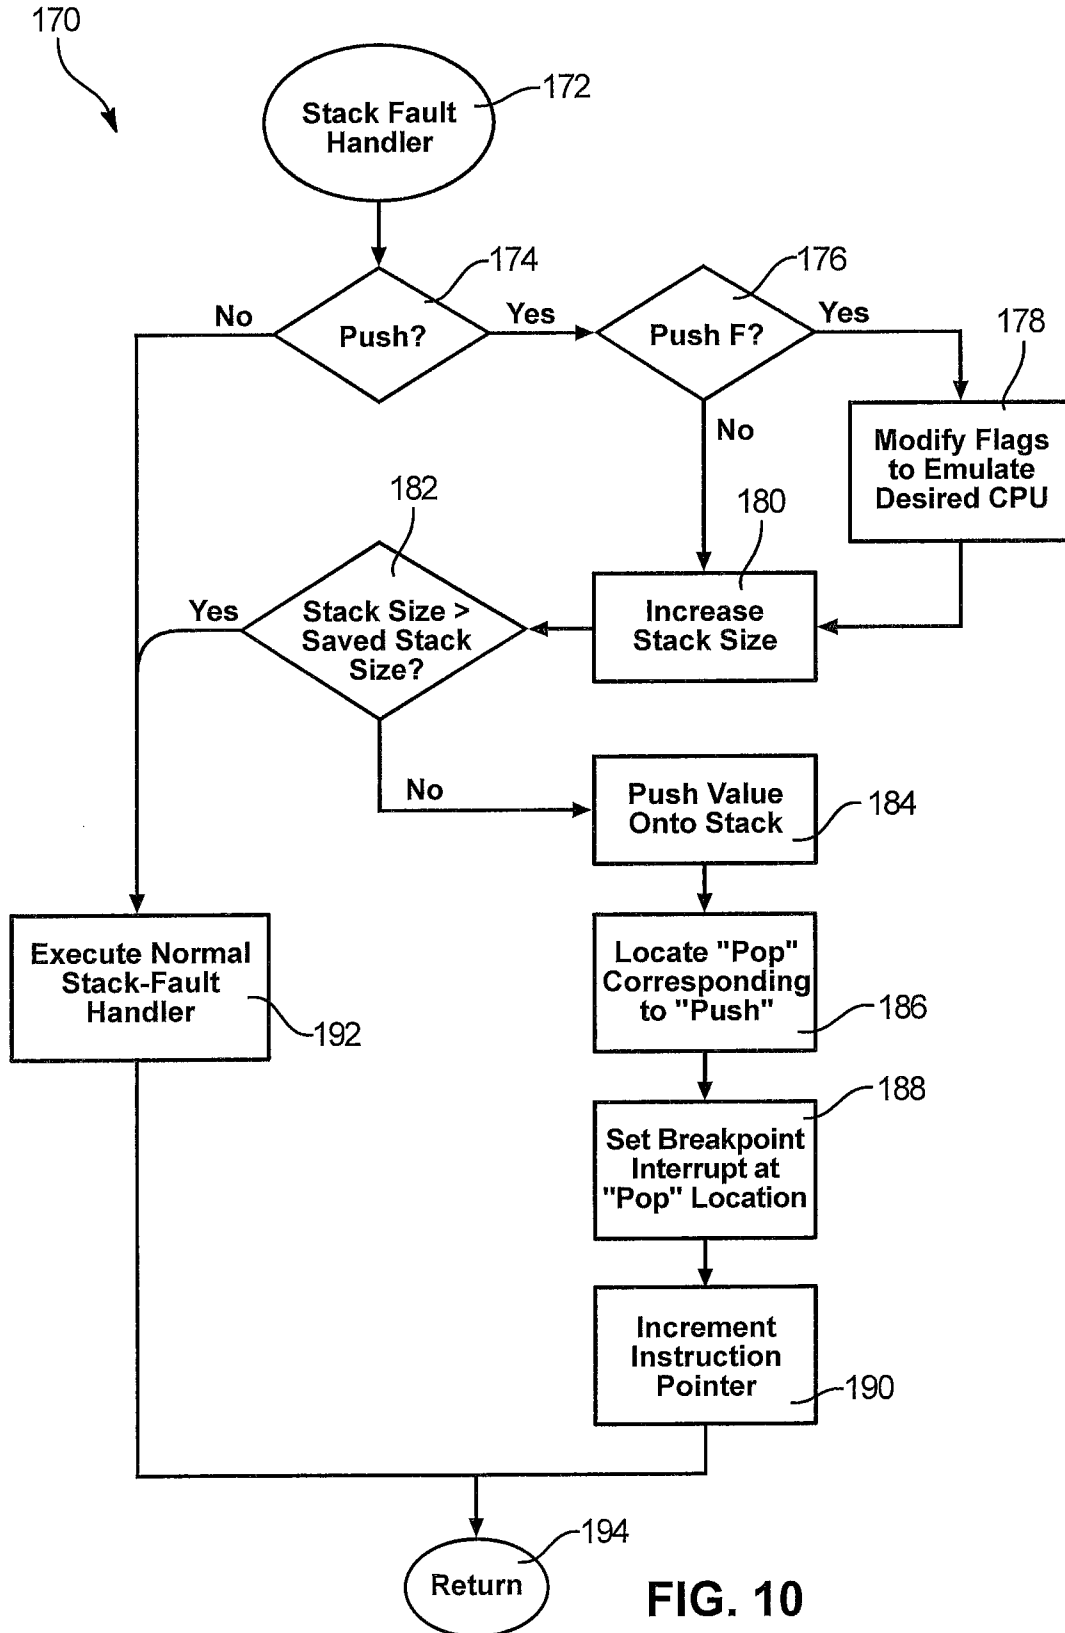 170
Stack Fault
Handler
172
174
176
No
Push?
Yes
Push F?
Yes
178
No
Modify Flags
to Emulate
Desired CPU
182
180
Yes
Stack Size >
Saved Stack
Size?
Increase
Stack Size
No
Push Value
Onto Stack
184
Execute Normal
Stack-Fault
Handler
192
Locate "Pop"
Corresponding
to "Push"
186
188
Set Breakpoint
Interrupt at
"Pop" Location
Increment
Instruction
Pointer
190
194
Return
FIG. 10